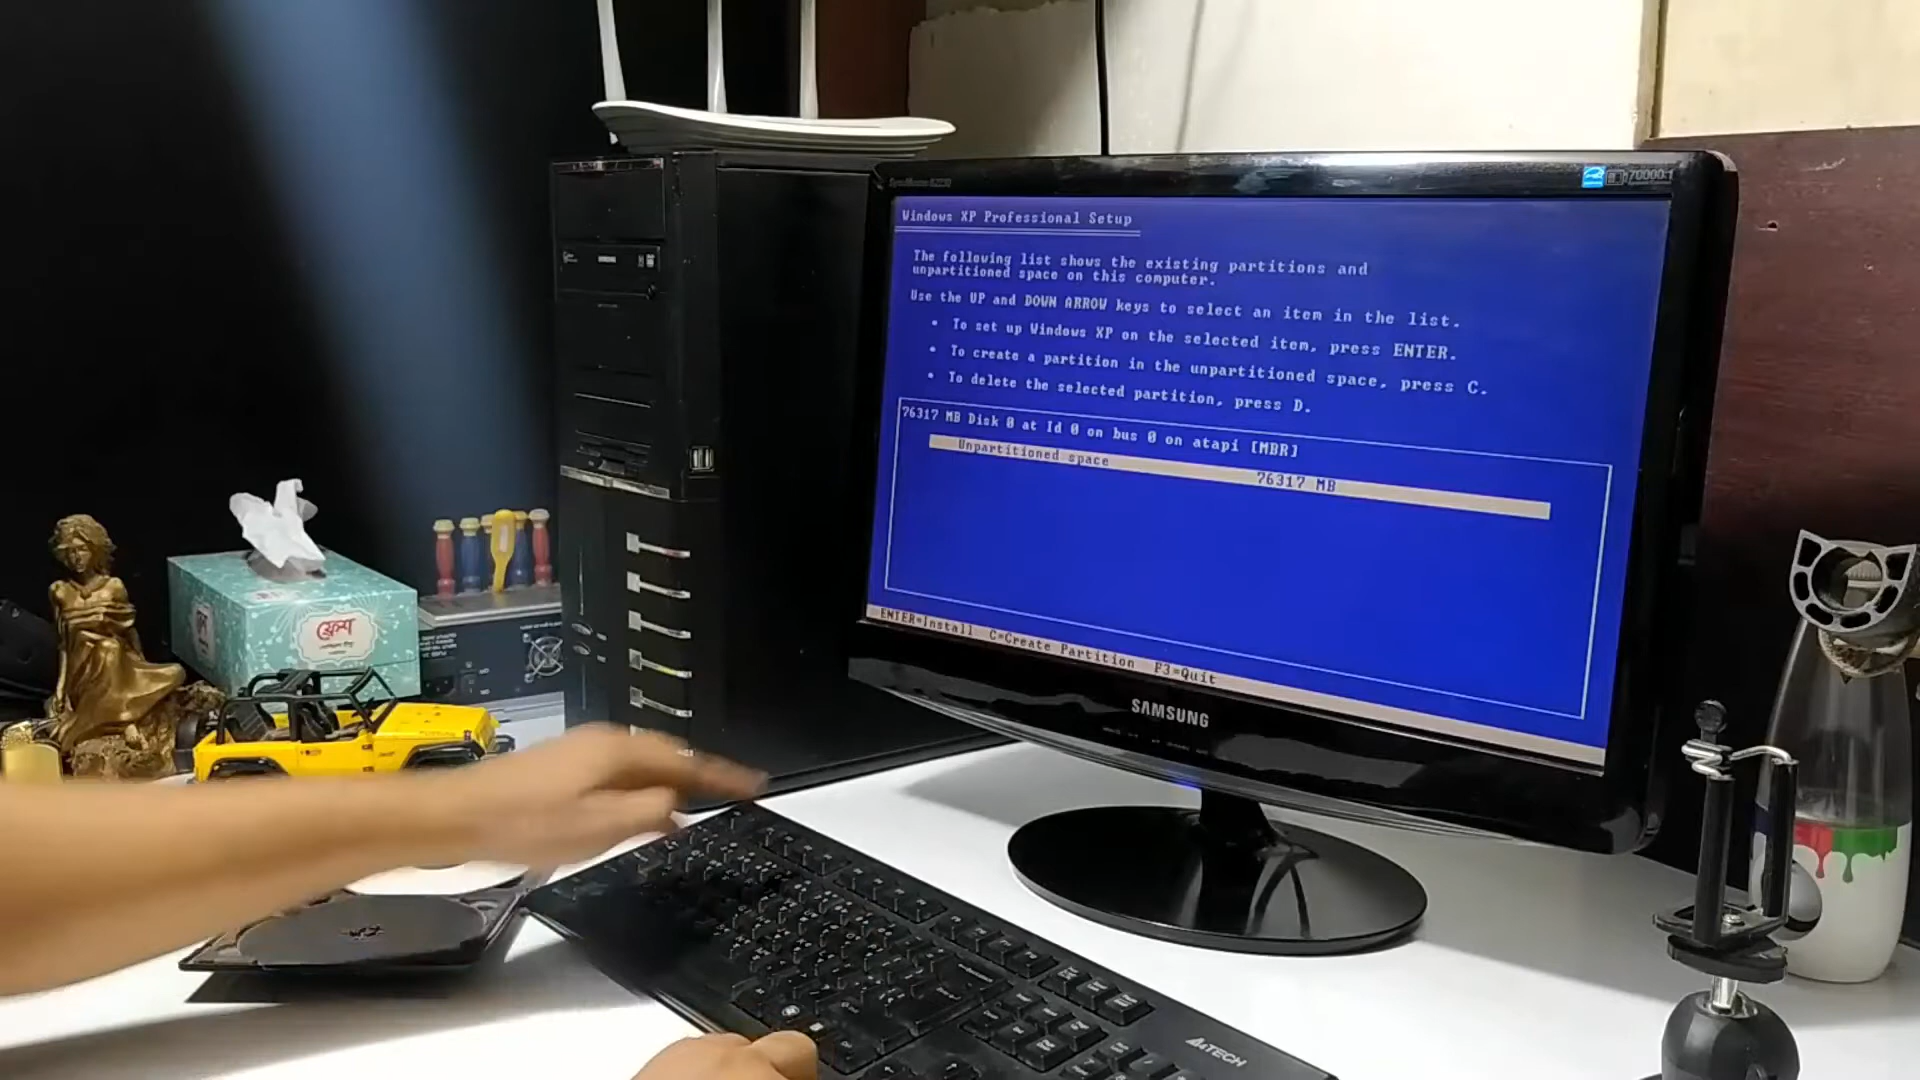 70000:1
Windows XP Professional Setup
The following list shows the existing partitions and
unpartitioned space on this computer.
Use the UP and DOWN ARROW keys to select an item in the list.
• To set up Windows XP on the selected item, press ENTER.
• To create a partition in the unpartitioned space, press C.
• To delete the selected partition, press D.
76317 MB Disk 0 at Id 0 on bus 0 on atapi [MBR]
Unpartitioned space 76317 MB
ENTER=Install C=Create Partition F3=Quit
SAMSUNG
ফ্রেশ
A4TECH